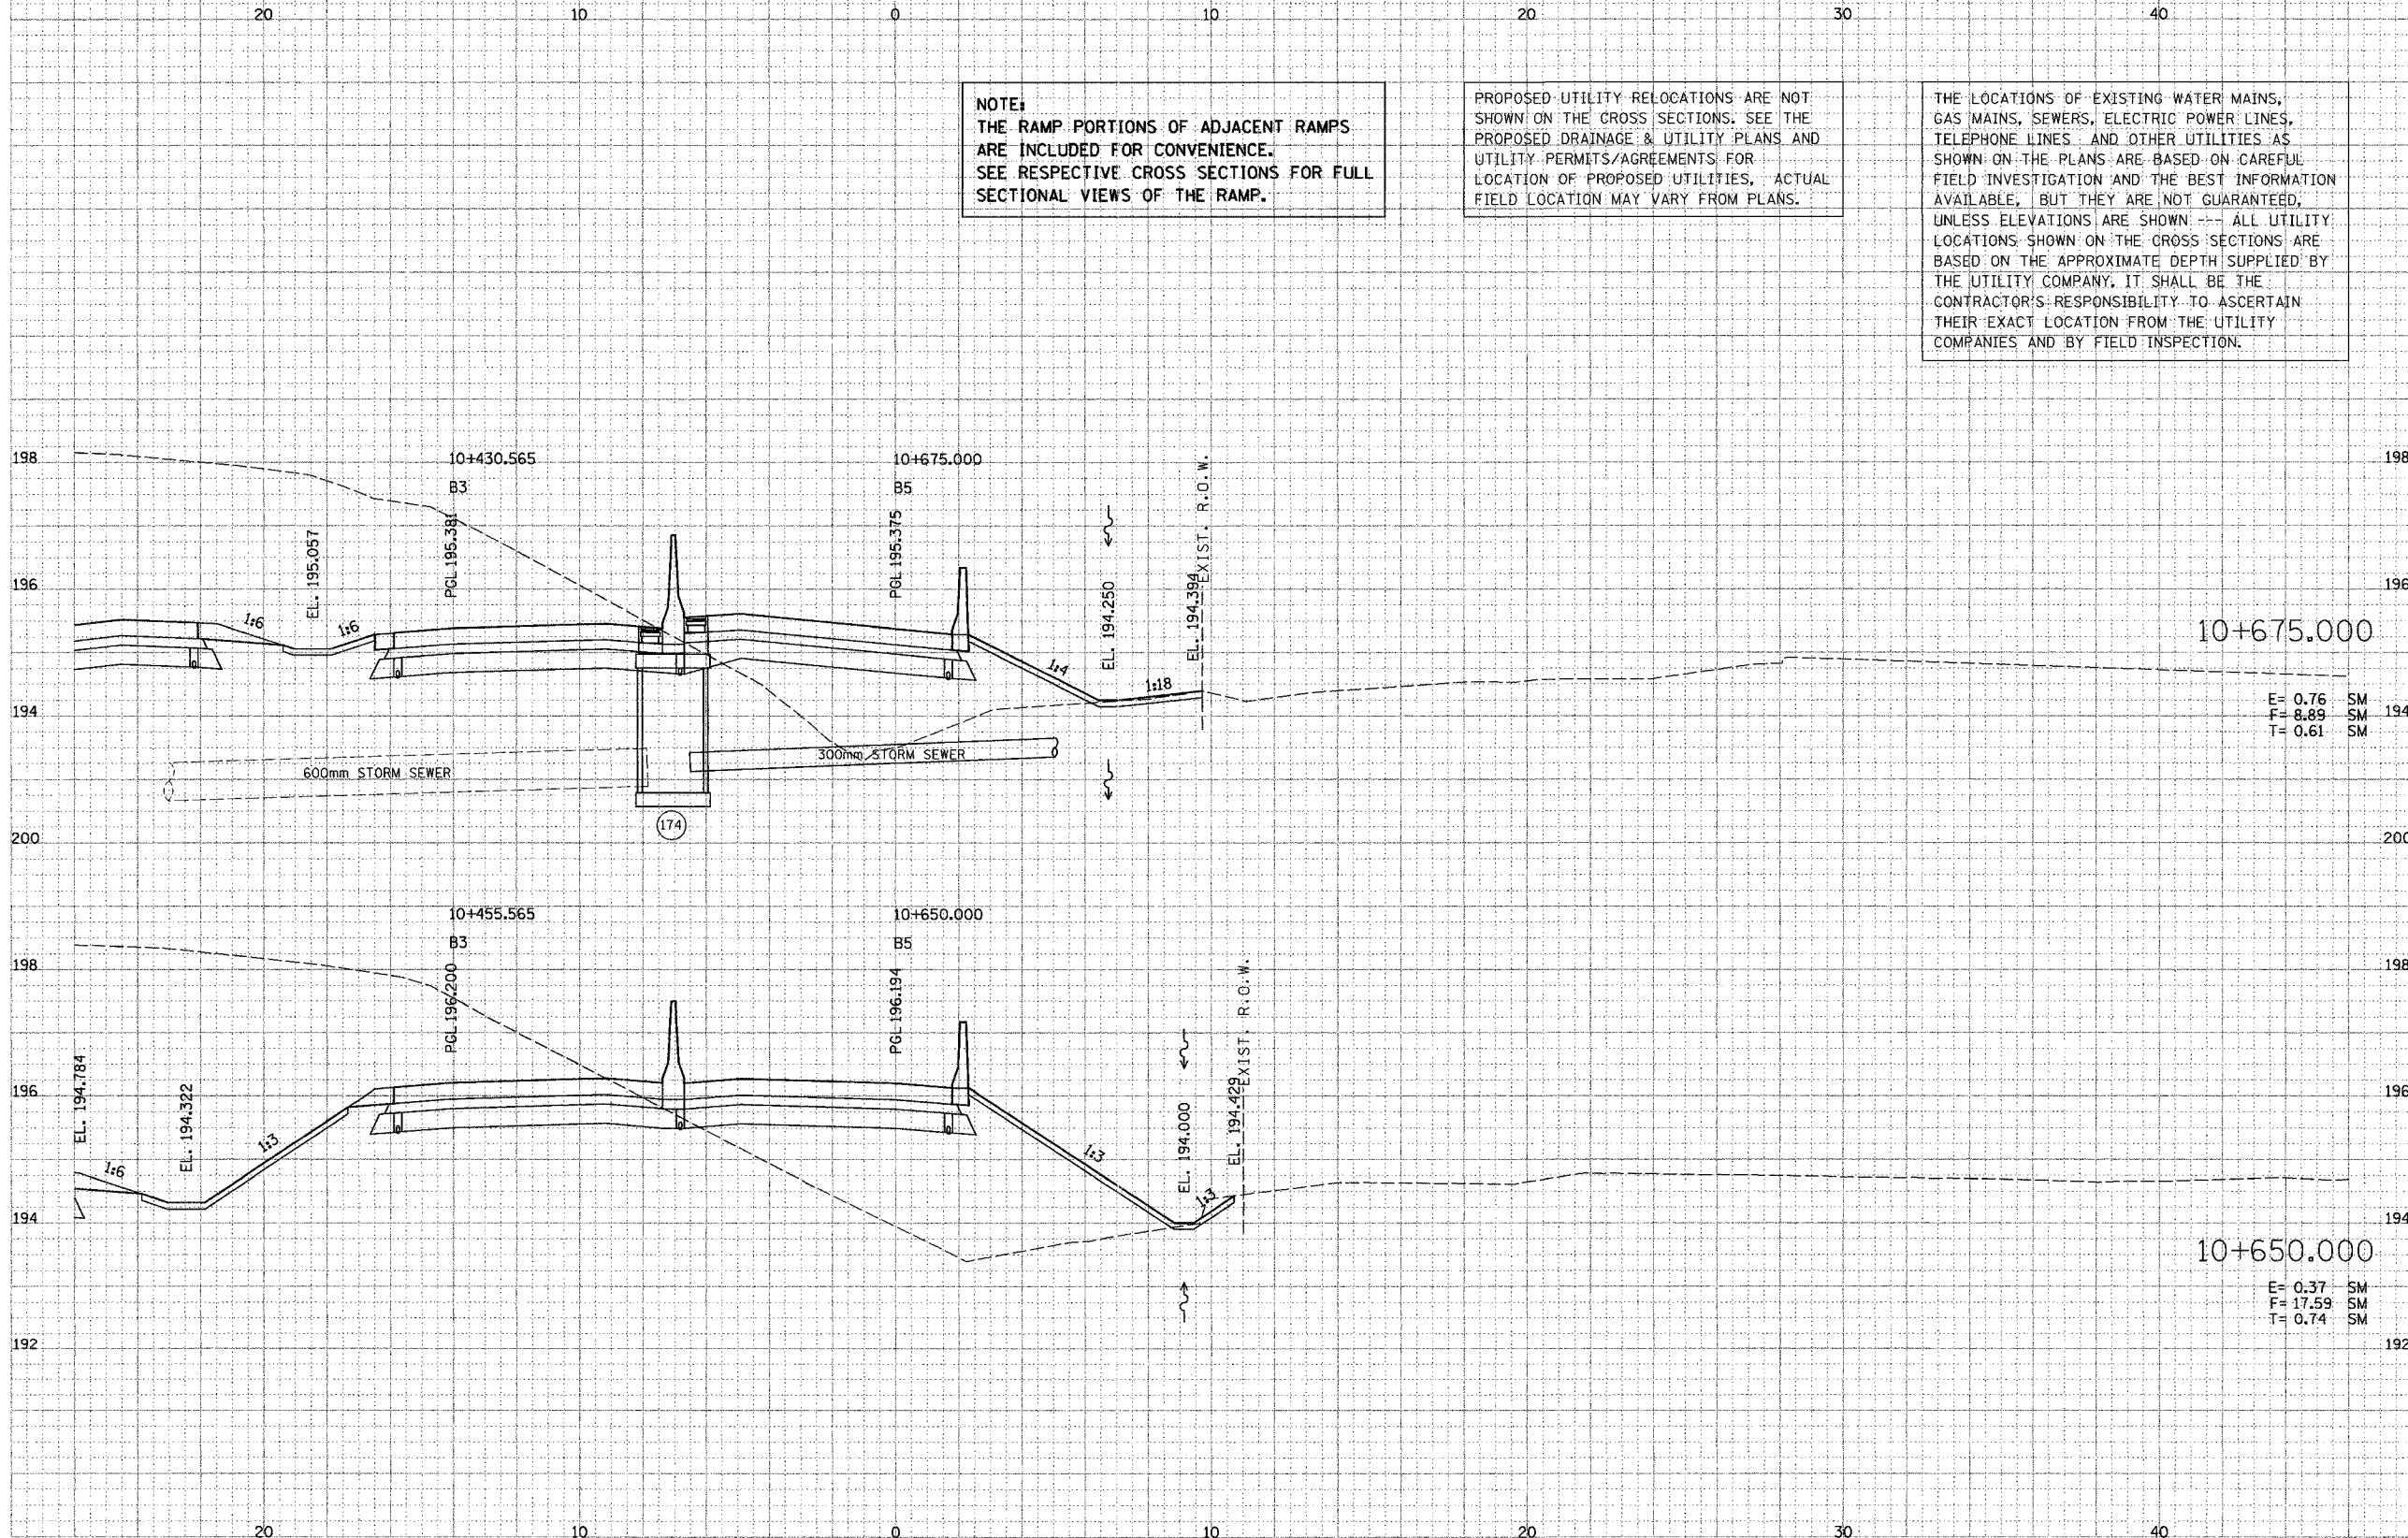 20 10 0 10 20 30 40
NOTE:
THE RAMP PORTIONS OF ADJACENT RAMPS
ARE INCLUDED FOR CONVENIENCE.
SEE RESPECTIVE CROSS SECTIONS FOR FULL
SECTIONAL VIEWS OF THE RAMP.
PROPOSED UTILITY RELOCATIONS ARE NOT
SHOWN ON THE CROSS SECTIONS. SEE THE
PROPOSED DRAINAGE & UTILITY PLANS AND
UTILITY PERMITS/AGREEMENTS FOR
LOCATION OF PROPOSED UTILITIES, ACTUAL
FIELD LOCATION MAY VARY FROM PLANS.
THE LOCATIONS OF EXISTING WATER MAINS,
GAS MAINS, SEWERS, ELECTRIC POWER LINES,
TELEPHONE LINES AND OTHER UTILITIES AS
SHOWN ON THE PLANS ARE BASED ON CAREFUL
FIELD INVESTIGATION AND THE BEST INFORMATION
AVAILABLE, BUT THEY ARE NOT GUARANTEED,
UNLESS ELEVATIONS ARE SHOWN --- ALL UTILITY
LOCATIONS SHOWN ON THE CROSS SECTIONS ARE
BASED ON THE APPROXIMATE DEPTH SUPPLIED BY
THE UTILITY COMPANY. IT SHALL BE THE
CONTRACTOR'S RESPONSIBILITY TO ASCERTAIN
THEIR EXACT LOCATION FROM THE UTILITY
COMPANIES AND BY FIELD INSPECTION.
198 10+430.565 10+675.000 198
B3 B5
EL. 195.057
PGL 195.381
PGL 195.375
EL. 194.250
EL. 194.394
EXIST. R.O.W.
196 196
1:6 1:6
1:4
1:18
10+675.000
194 194
E= 0.76 SM
F= 8.89 SM
T= 0.61 SM
600mm STORM SEWER
300mm STORM SEWER
174
200 200
10+455.565 10+650.000
B3 B5
198 198
EL. 194.784
EL. 194.322
PGL 196.200
PGL 196.194
EL. 194.000
EL. 194.429
EXIST. R.O.W.
196 196
1:6
1:3
1:3
1:3
194 194
10+650.000
E= 0.37 SM
F= 17.59 SM
T= 0.74 SM
192 192
20 10 0 10 20 30 40